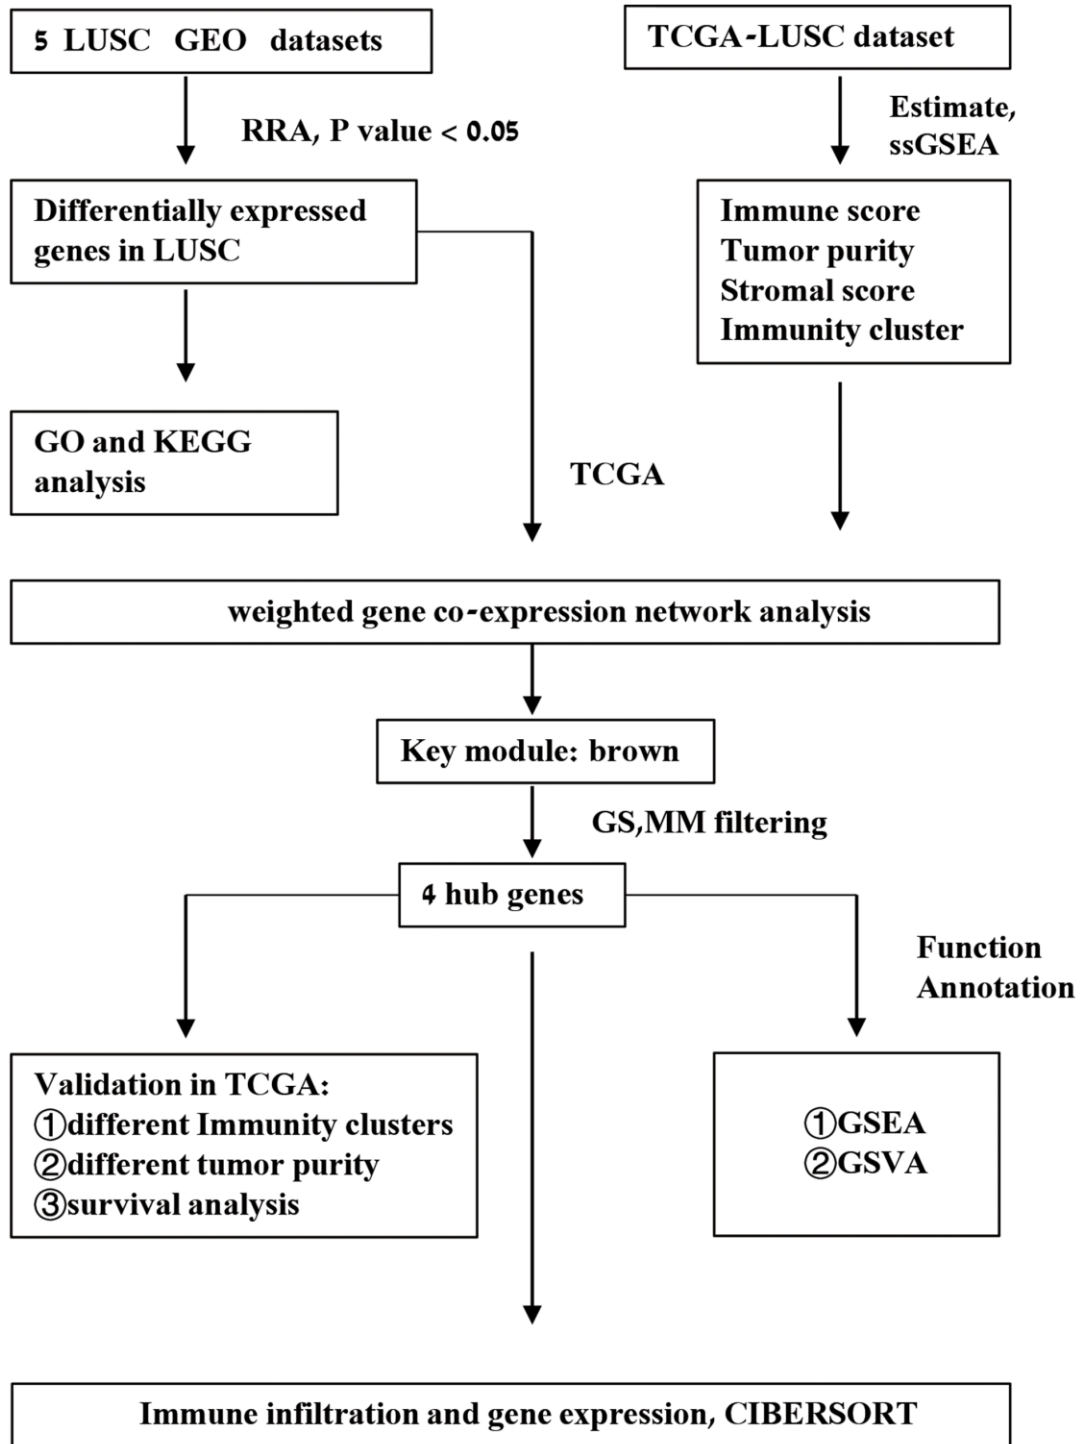 5 LUSC GEO datasets
TCGA-LUSC dataset
RRA, P value < 0.05
Estimate,
ssGSEA
Differentially expressed
genes in LUSC
Immune score
Tumor purity
Stromal score
Immunity cluster
GO and KEGG
analysis
TCGA
weighted gene co-expression network analysis
Key module: brown
GS,MM filtering
4 hub genes
Function
Annotation
Validation in TCGA:
①different Immunity clusters
②different tumor purity
③survival analysis
①GSEA
②GSVA
Immune infiltration and gene expression, CIBERSORT